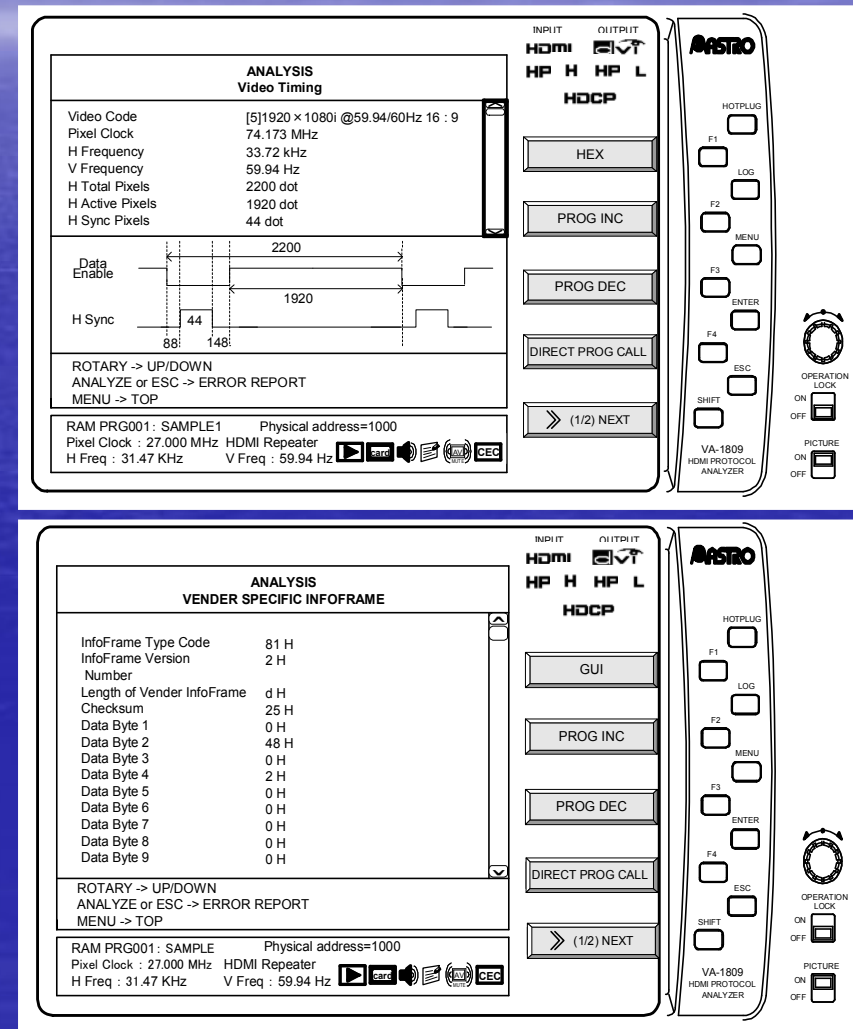 INPUT OUTPUT
HDMI DVI
HP H HP L
HDCP
ASTRO
ANALYSIS
Video Timing
Video Code [5]1920×1080i @59.94/60Hz 16 : 9
Pixel Clock 74.173 MHz
H Frequency 33.72 kHz
V Frequency 59.94 Hz
H Total Pixels 2200 dot
H Active Pixels 1920 dot
H Sync Pixels 44 dot
2200
Data
Enable
1920
H Sync 44
88 148
ROTARY -> UP/DOWN
ANALYZE or ESC -> ERROR REPORT
MENU -> TOP
RAM PRG001 : SAMPLE1 Physical address=1000
Pixel Clock : 27.000 MHz HDMI Repeater
H Freq : 31.47 KHz V Freq : 59.94 Hz card AV MUTE CEC
HEX
PROG INC
PROG DEC
DIRECT PROG CALL
(1/2) NEXT
HOTPLUG
F1
LOG
F2
MENU
F3
ENTER
F4
ESC
SHIFT
VA-1809
HDMI PROTOCOL
ANALYZER
OPERATION
LOCK
ON
OFF
PICTURE
ON
OFF
INPUT OUTPUT
HDMI DVI
HP H HP L
HDCP
ASTRO
ANALYSIS
VENDER SPECIFIC INFOFRAME
InfoFrame Type Code 81 H
InfoFrame Version 2 H
Number
Length of Vender InfoFrame d H
Checksum 25 H
Data Byte 1 0 H
Data Byte 2 48 H
Data Byte 3 0 H
Data Byte 4 2 H
Data Byte 5 0 H
Data Byte 6 0 H
Data Byte 7 0 H
Data Byte 8 0 H
Data Byte 9 0 H
ROTARY -> UP/DOWN
ANALYZE or ESC -> ERROR REPORT
MENU -> TOP
RAM PRG001 : SAMPLE Physical address=1000
Pixel Clock : 27.000 MHz HDMI Repeater
H Freq : 31.47 KHz V Freq : 59.94 Hz card AV MUTE CEC
GUI
PROG INC
PROG DEC
DIRECT PROG CALL
(1/2) NEXT
HOTPLUG
F1
LOG
F2
MENU
F3
ENTER
F4
ESC
SHIFT
VA-1809
HDMI PROTOCOL
ANALYZER
OPERATION
LOCK
ON
OFF
PICTURE
ON
OFF